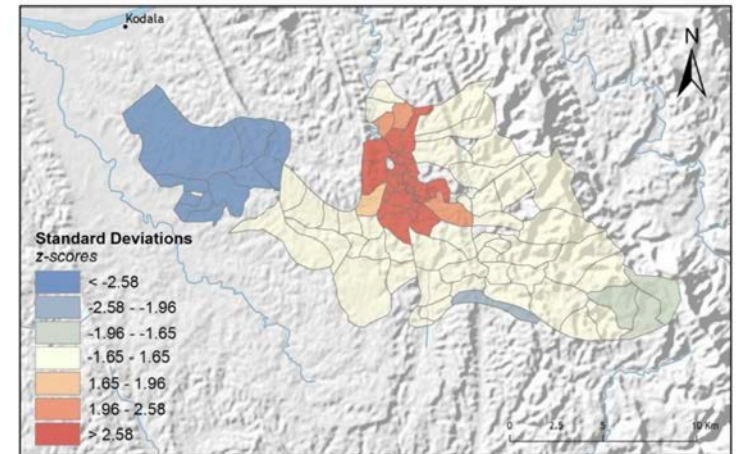 Kodala
N
Standard Deviations
z-scores
< -2.58
-2.58 - -1.96
-1.96 - -1.65
-1.65 - 1.65
1.65 - 1.96
1.96 - 2.58
> 2.58
0 2.5 5 10 Km